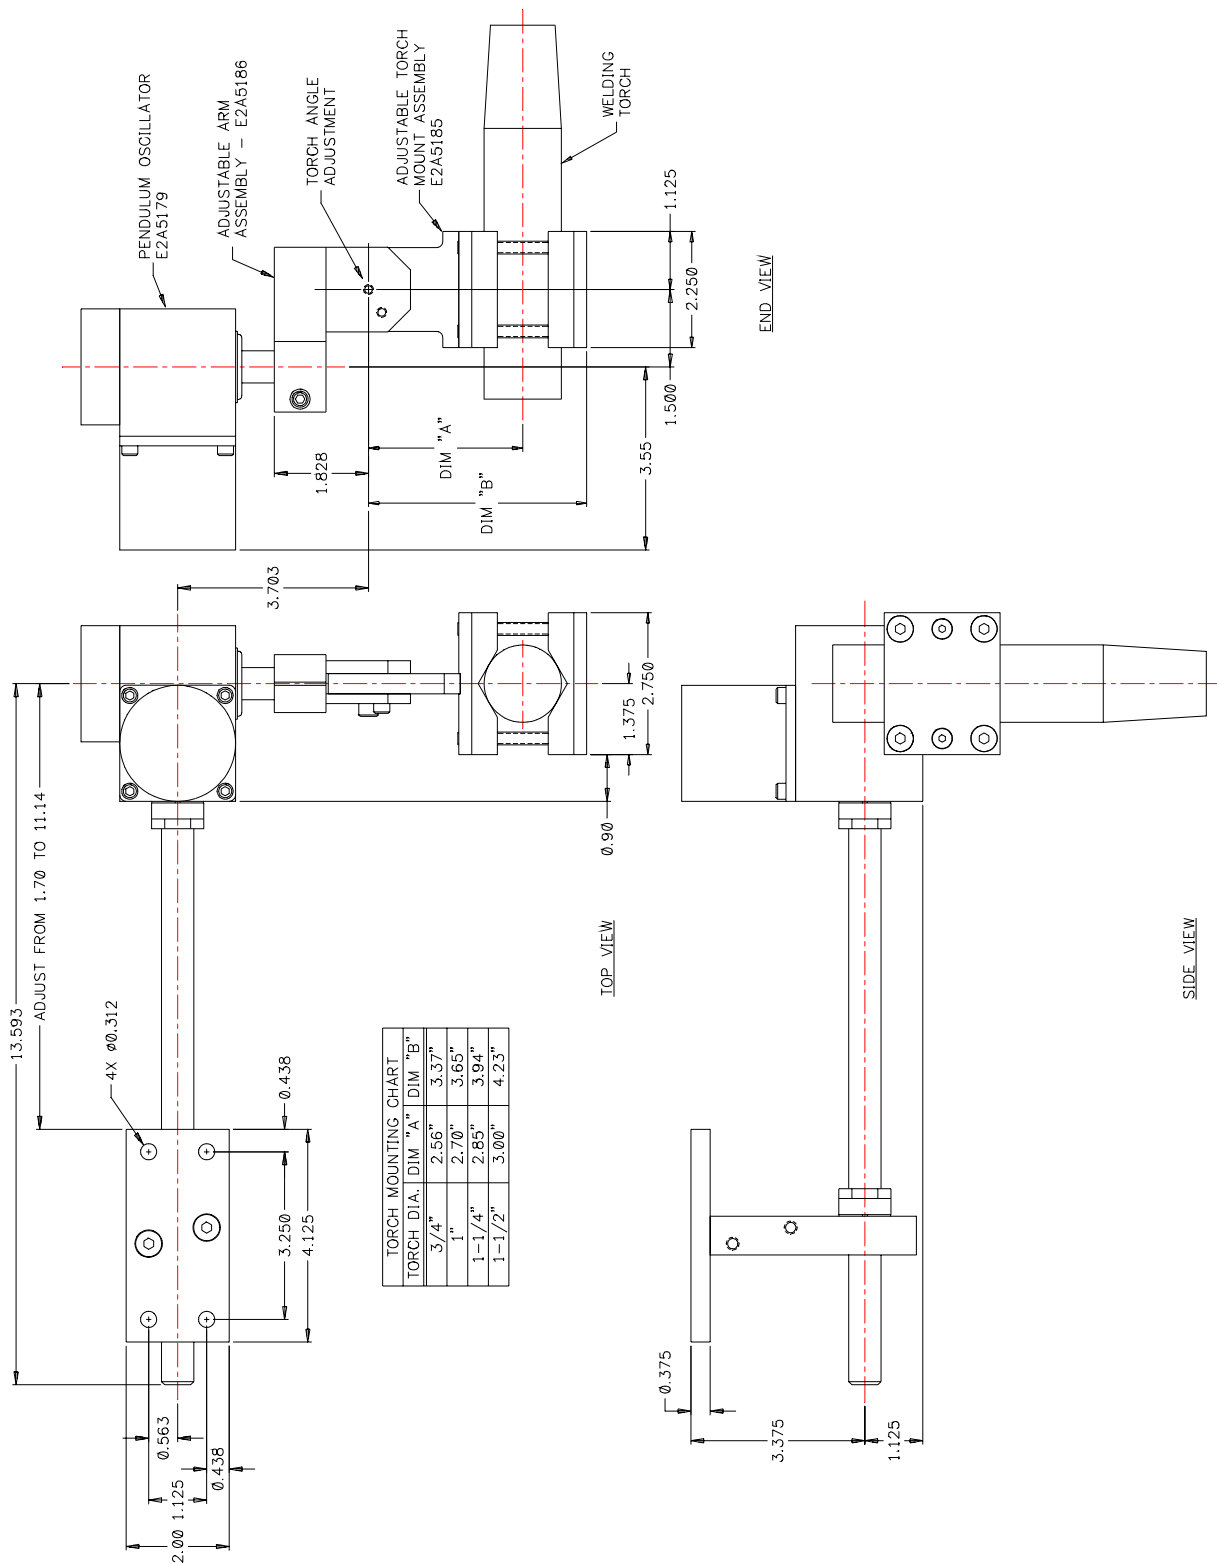 PENDULUM OSCILLATOR
E2A5179
ADJUSTABLE ARM
ASSEMBLY - E2A5186
TORCH ANGLE
ADJUSTMENT
ADJUSTABLE TORCH
MOUNT ASSEMBLY
E2A5185
WELDING
TORCH
1.828
DIM "A"
DIM "B"
3.55
1.500
2.250
1.125
END VIEW
13.593
ADJUST FROM 1.70 TO 11.14
4X ø0.312
3.703
0.438
3.250
4.125
0.563
0.438
2.00
1.125
0.90
1.375
2.750
TOP VIEW
TORCH MOUNTING CHART
TORCH DIA. DIM "A" DIM "B"
3/4" 2.56" 3.37"
1" 2.70" 3.65"
1-1/4" 2.85" 3.94"
1-1/2" 3.00" 4.23"
0.375
3.375
1.125
SIDE VIEW